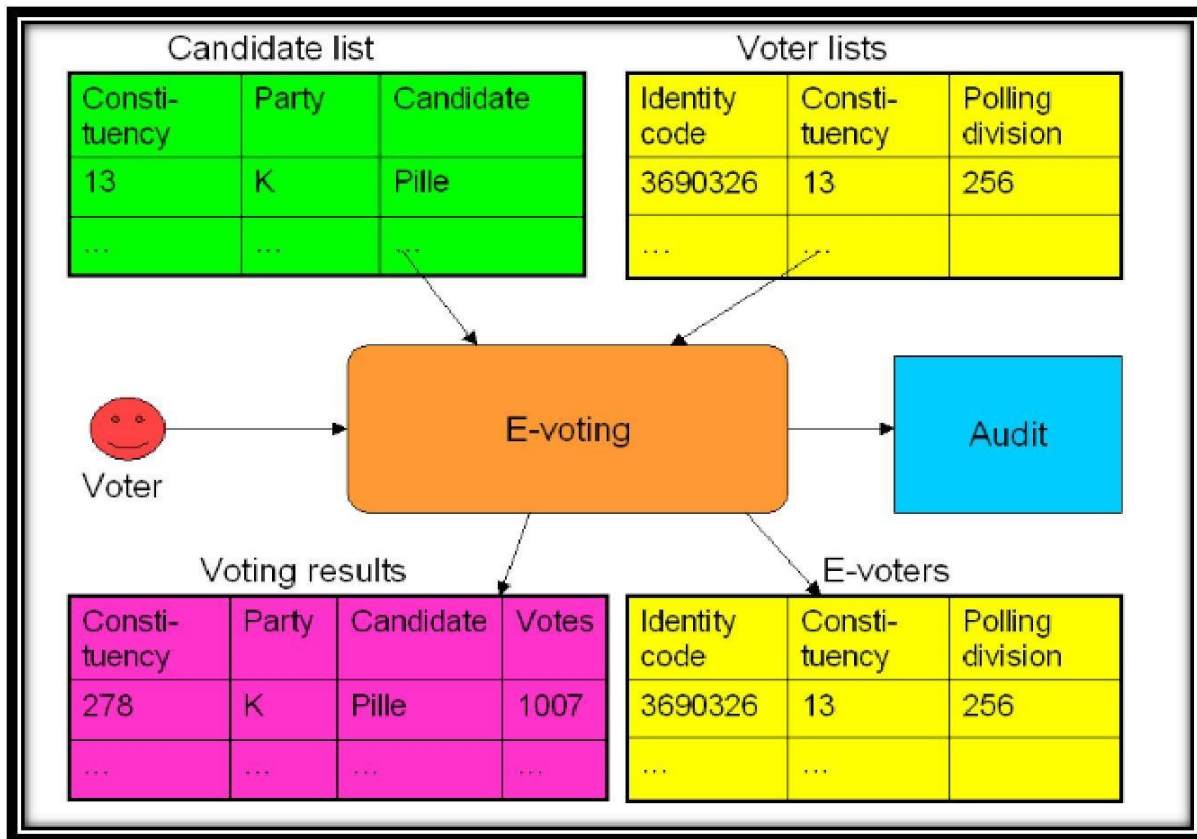 Candidate list
Consti-
tuency
Party
Candidate
13
K
Pille
...
...
...
Voter lists
Identity
code
Consti-
tuency
Polling
division
3690326
13
256
...
...
E-voting
Audit
Voter
Voting results
Consti-
tuency
Party
Candidate
Votes
278
K
Pille
1007
...
...
...
...
E-voters
Identity
code
Consti-
tuency
Polling
division
3690326
13
256
...
...